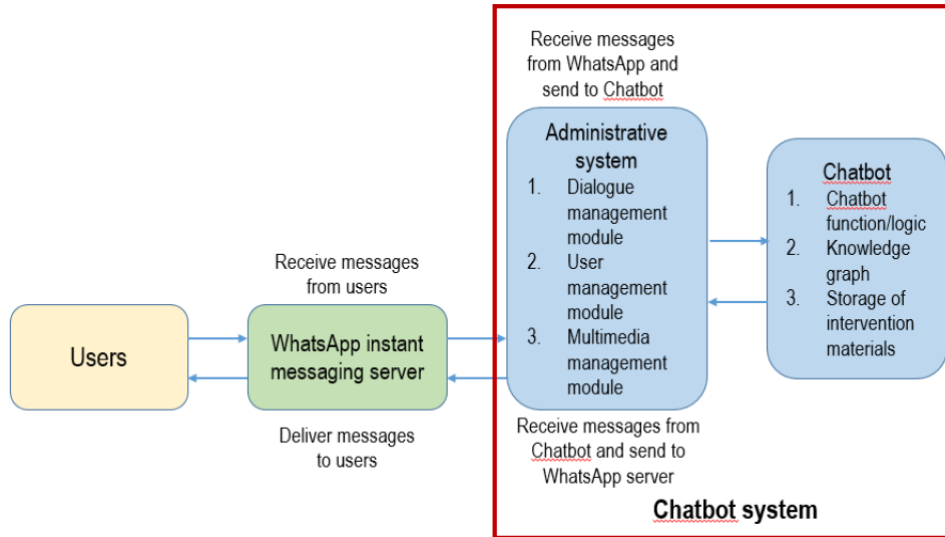 Users
Receive messages
from users
WhatsApp instant
messaging server
Deliver messages
to users
Receive messages
from WhatsApp and
send to Chatbot
Administrative
system
1. Dialogue
management
module
2. User
management
module
3. Multimedia
management
module
Receive messages from
Chatbot and send to
WhatsApp server
Chatbot
1. Chatbot
function/logic
2. Knowledge
graph
3. Storage of
intervention
materials
Chatbot system